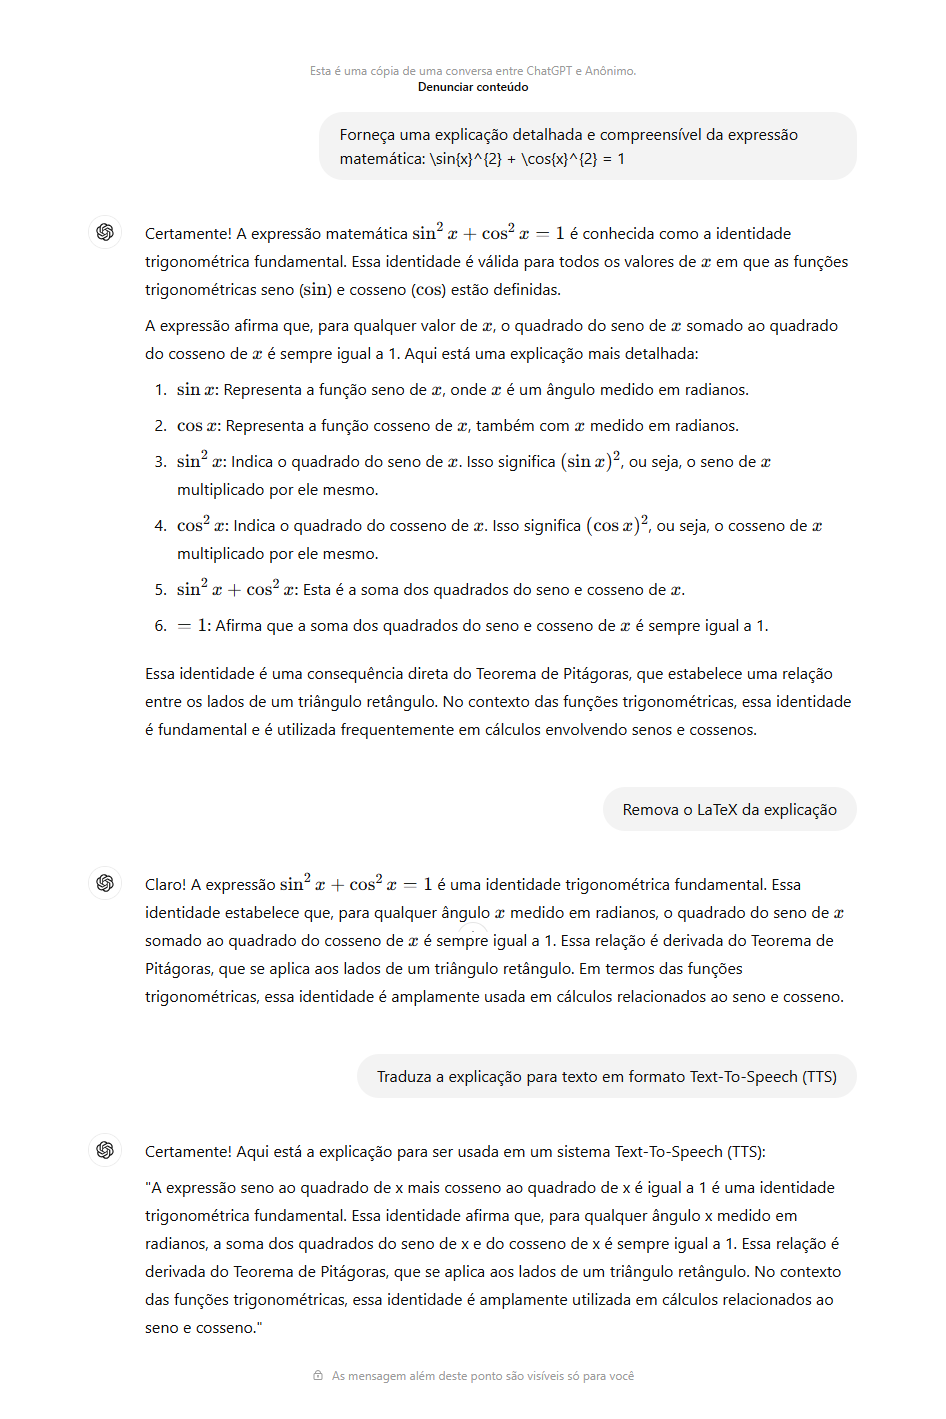 Esta é uma cópia de uma conversa entre ChatGPT e Anônimo.
Denunciar conteúdo
Forneça uma explicação detalhada e compreensível da expressão
matemática: \sin{x}^{2} + \cos{x}^{2} = 1
Certamente! A expressão matemática sin² x + cos² x = 1 é conhecida como a identidade
trigonométrica fundamental. Essa identidade é válida para todos os valores de x em que as funções
trigonométricas seno (sin) e cosseno (cos) estão definidas.
A expressão afirma que, para qualquer valor de x, o quadrado do seno de x somado ao quadrado
do cosseno de x é sempre igual a 1. Aqui está uma explicação mais detalhada:
1. sin x: Representa a função seno de x, onde x é um ângulo medido em radianos.
2. cos x: Representa a função cosseno de x, também com x medido em radianos.
3. sin² x: Indica o quadrado do seno de x. Isso significa (sin x)², ou seja, o seno de x
multiplicado por ele mesmo.
4. cos² x: Indica o quadrado do cosseno de x. Isso significa (cos x)², ou seja, o cosseno de x
multiplicado por ele mesmo.
5. sin² x + cos² x: Esta é a soma dos quadrados do seno e cosseno de x.
6. = 1: Afirma que a soma dos quadrados do seno e cosseno de x é sempre igual a 1.
Essa identidade é uma consequência direta do Teorema de Pitágoras, que estabelece uma relação
entre os lados de um triângulo retângulo. No contexto das funções trigonométricas, essa identidade
é fundamental e é utilizada frequentemente em cálculos envolvendo senos e cossenos.
Remova o LaTeX da explicação
Claro! A expressão sin² x + cos² x = 1 é uma identidade trigonométrica fundamental. Essa
identidade estabelece que, para qualquer ângulo x medido em radianos, o quadrado do seno de x
somado ao quadrado do cosseno de x é sempre igual a 1. Essa relação é derivada do Teorema de
Pitágoras, que se aplica aos lados de um triângulo retângulo. Em termos das funções
trigonométricas, essa identidade é amplamente usada em cálculos relacionados ao seno e cosseno.
Traduza a explicação para texto em formato Text-To-Speech (TTS)
Certamente! Aqui está a explicação para ser usada em um sistema Text-To-Speech (TTS):
"A expressão seno ao quadrado de x mais cosseno ao quadrado de x é igual a 1 é uma identidade
trigonométrica fundamental. Essa identidade afirma que, para qualquer ângulo x medido em
radianos, a soma dos quadrados do seno de x e do cosseno de x é sempre igual a 1. Essa relação é
derivada do Teorema de Pitágoras, que se aplica aos lados de um triângulo retângulo. No contexto
das funções trigonométricas, essa identidade é amplamente utilizada em cálculos relacionados ao
seno e cosseno."
As mensagem além deste ponto são visíveis só para você